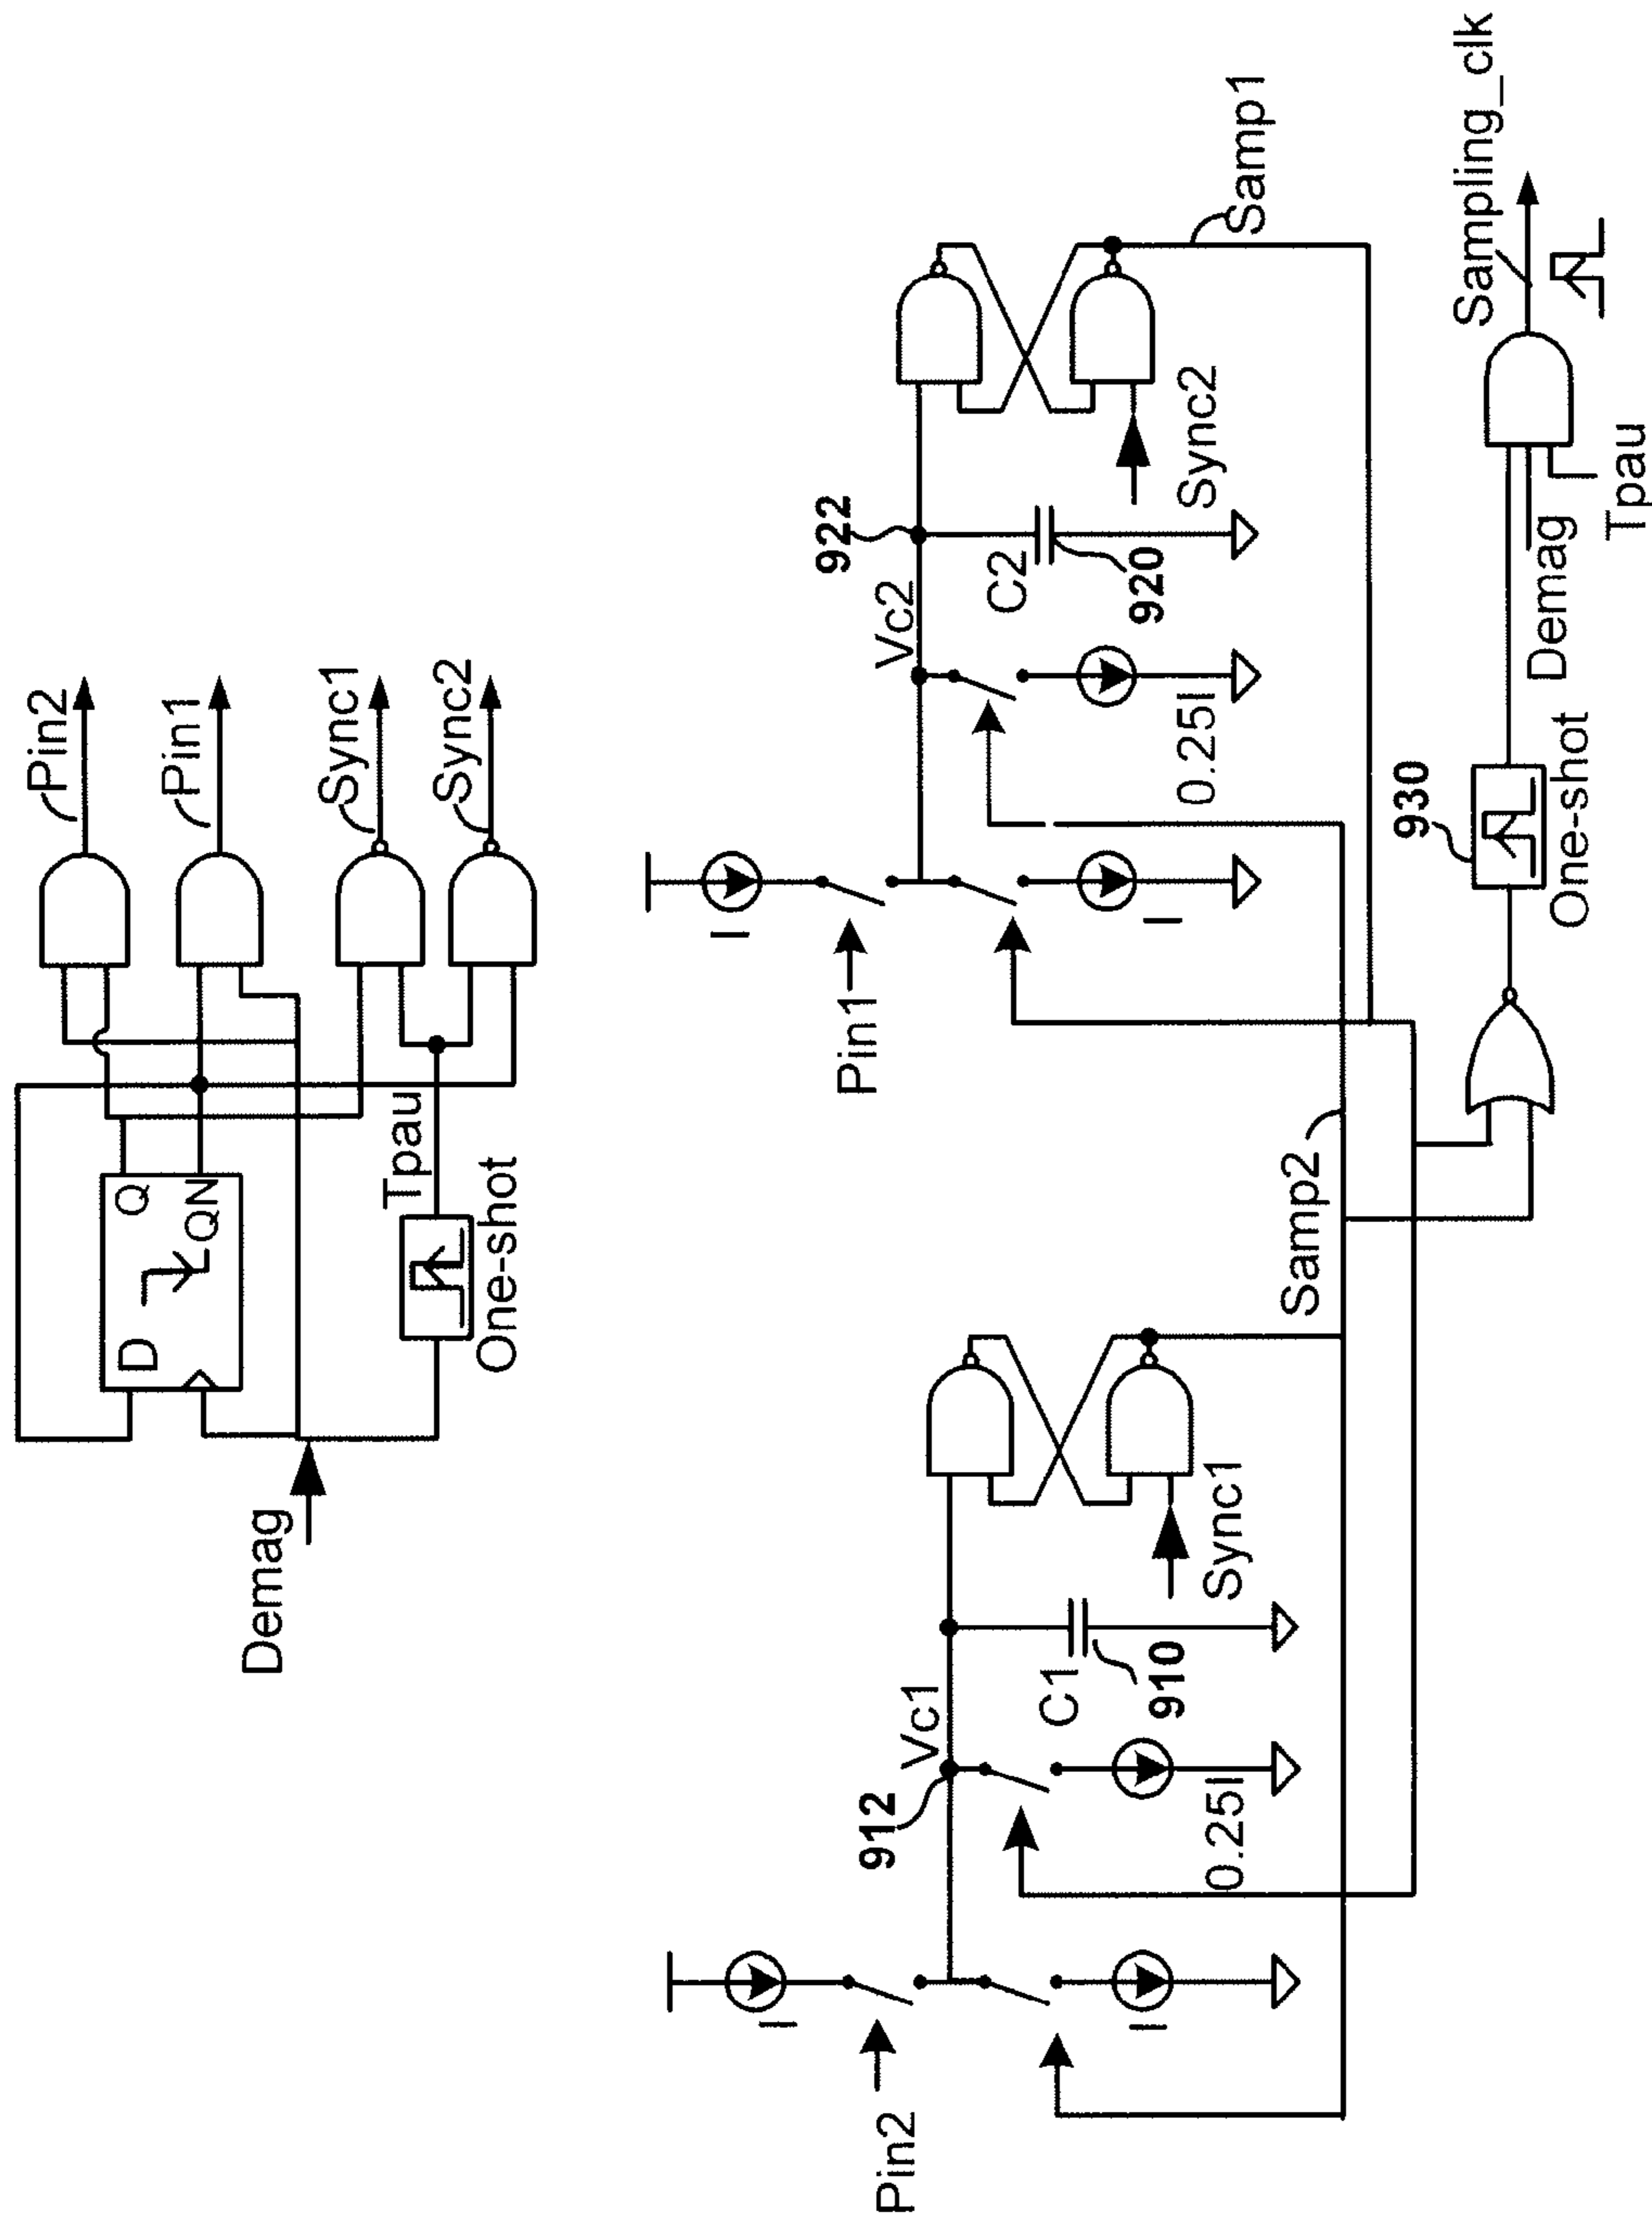 Pin2
Pin1
Sync1
Sync2
D
Q
QN
Tpau
One-shot
Demag
922
Vc2
I
Pin1
C2
920
0.25I
I
Sync2
Samp1
Sampling_clk
912
Vc1
I
Pin2
C1
910
0.25I
I
Sync1
Samp2
930
One-shot
Demag
Tpau